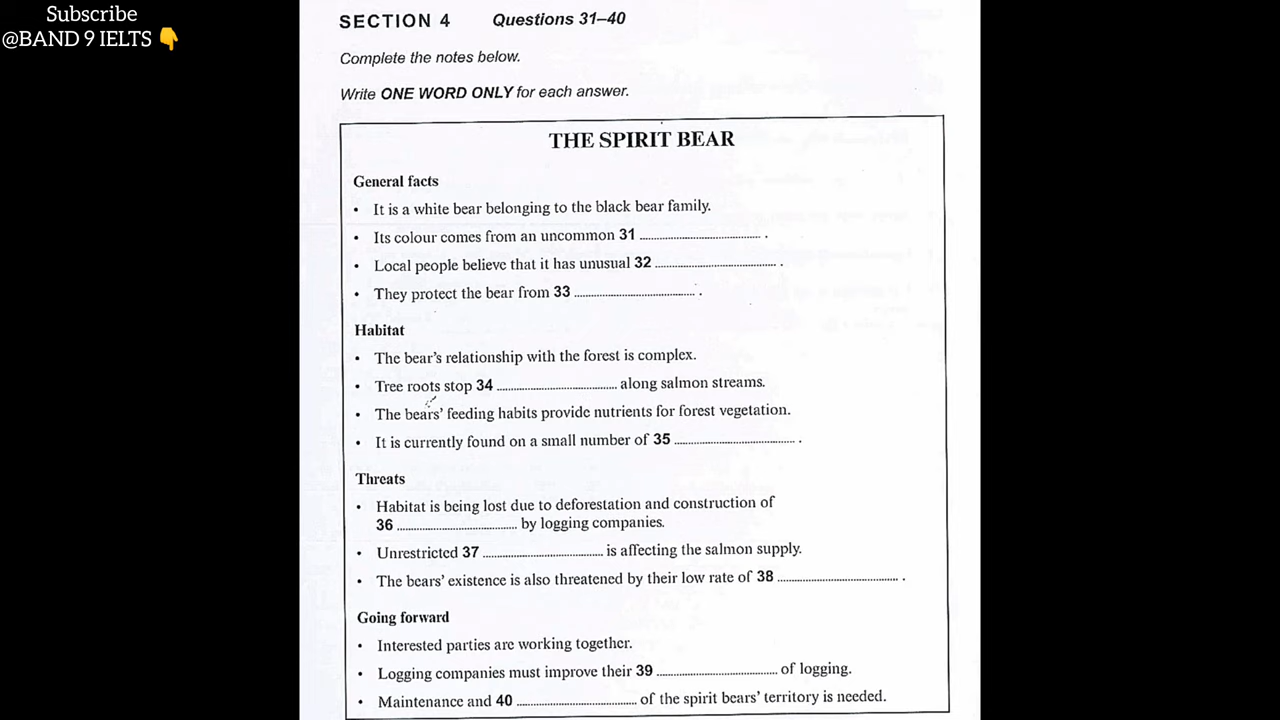 Subscribe
@BAND 9 IELTS 👇
SECTION 4 Questions 31–40
Complete the notes below.
Write ONE WORD ONLY for each answer.
THE SPIRIT BEAR
General facts
• It is a white bear belonging to the black bear family.
• Its colour comes from an uncommon 31 ........................................ .
• Local people believe that it has unusual 32 ........................................ .
• They protect the bear from 33 ........................................ .
Habitat
• The bear's relationship with the forest is complex.
• Tree roots stop 34 ........................................ along salmon streams.
• The bears' feeding habits provide nutrients for forest vegetation.
• It is currently found on a small number of 35 ........................................ .
Threats
• Habitat is being lost due to deforestation and construction of
36 ........................................ by logging companies.
• Unrestricted 37 ........................................ is affecting the salmon supply.
• The bears' existence is also threatened by their low rate of 38 ........................................ .
Going forward
• Interested parties are working together.
• Logging companies must improve their 39 ........................................ of logging.
• Maintenance and 40 ........................................ of the spirit bears' territory is needed.